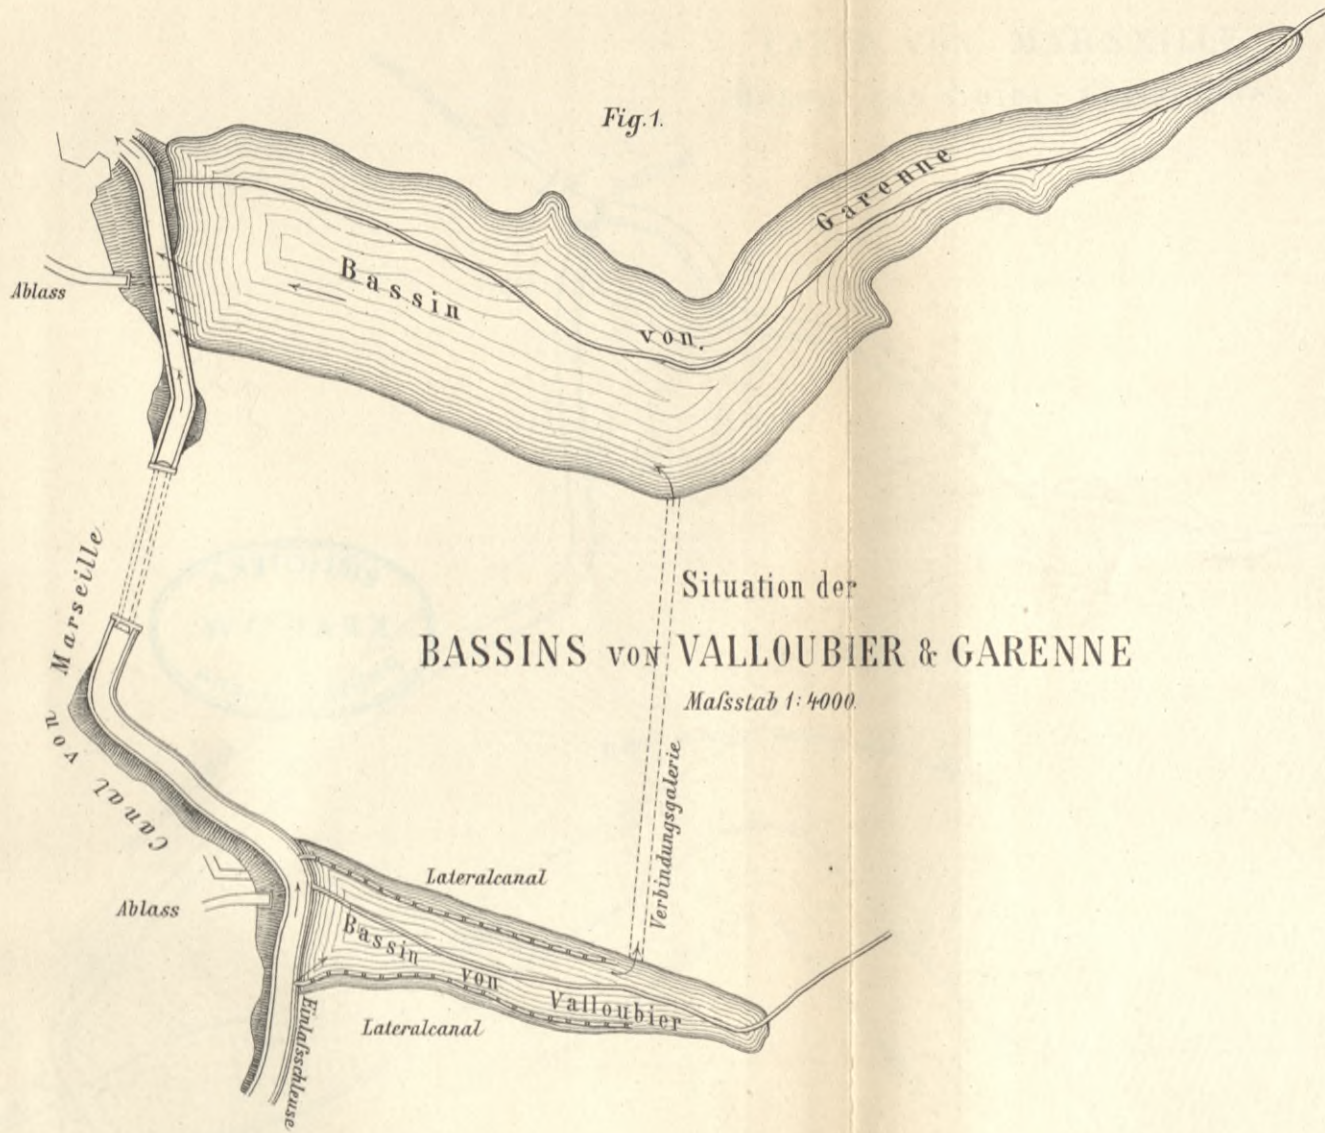 Fig. 1.
Garenne
Bassin
von.
Ablass
Canal von Marseille
Situation der
BASSINS von VALLOUBIER & GARENNE
Maſsstab 1:4000.
Verbindungsgalerie
Lateralcanal
Ablass
Bassin von Valloubier
Lateralcanal
Einlaſsschleuse